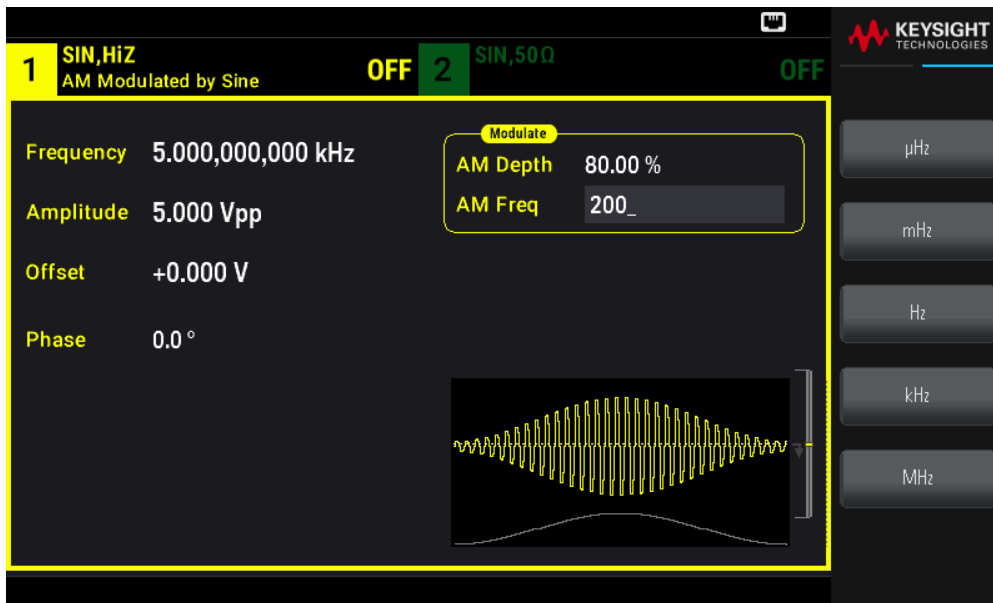 KEYSIGHT
TECHNOLOGIES
1
SIN,HiZ
AM Modulated by Sine
OFF
2
SIN,50Ω
OFF
Frequency 5.000,000,000 kHz
Amplitude 5.000 Vpp
Offset +0.000 V
Phase 0.0 °
Modulate
AM Depth 80.00 %
AM Freq 200_
µHz
mHz
Hz
kHz
MHz